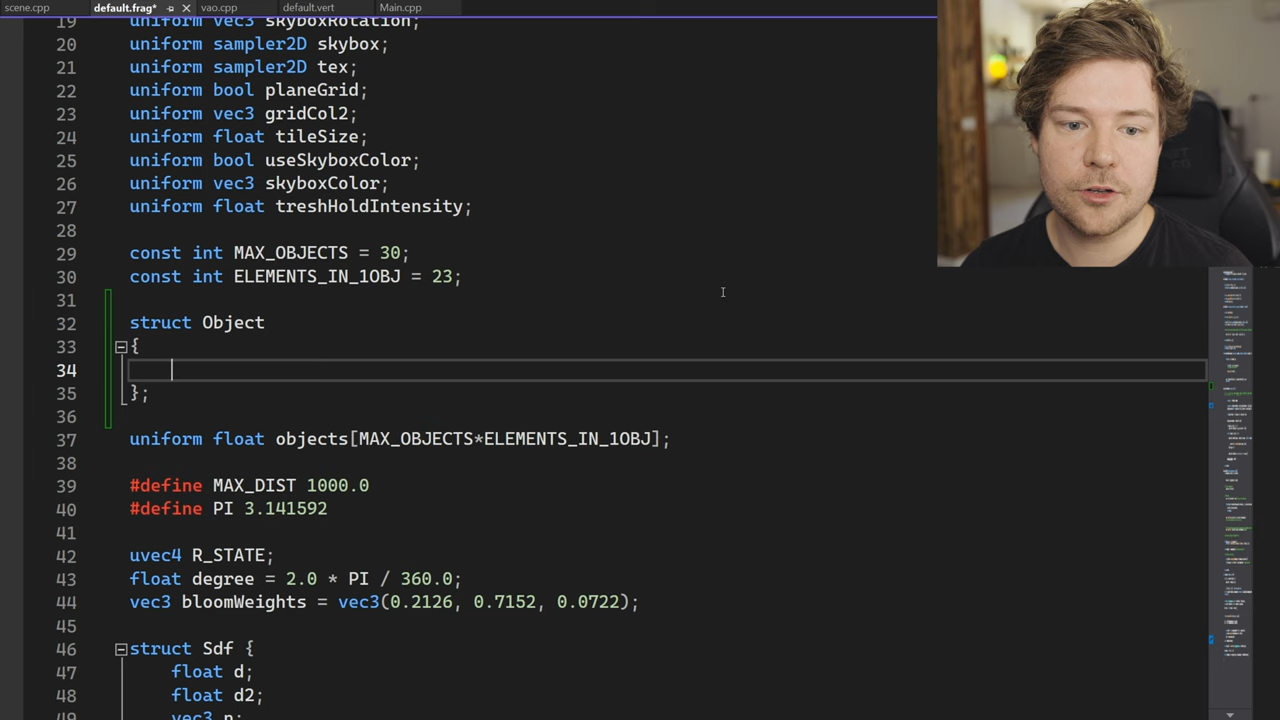 scene.cpp default.frag* vao.cpp default.vert Main.cpp
19 uniform vec3 skyboxRotation;
20 uniform sampler2D skybox;
21 uniform sampler2D tex;
22 uniform bool planeGrid;
23 uniform vec3 gridCol2;
24 uniform float tileSize;
25 uniform bool useSkyboxColor;
26 uniform vec3 skyboxColor;
27 uniform float treshHoldIntensity;
28
29 const int MAX_OBJECTS = 30;
30 const int ELEMENTS_IN_1OBJ = 23;
31
32 struct Object
33 {
34
35 };
36
37 uniform float objects[MAX_OBJECTS*ELEMENTS_IN_1OBJ];
38
39 #define MAX_DIST 1000.0
40 #define PI 3.141592
41
42 uvec4 R_STATE;
43 float degree = 2.0 * PI / 360.0;
44 vec3 bloomWeights = vec3(0.2126, 0.7152, 0.0722);
45
46 struct Sdf {
47 float d;
48 float d2;
49 vec3 n;